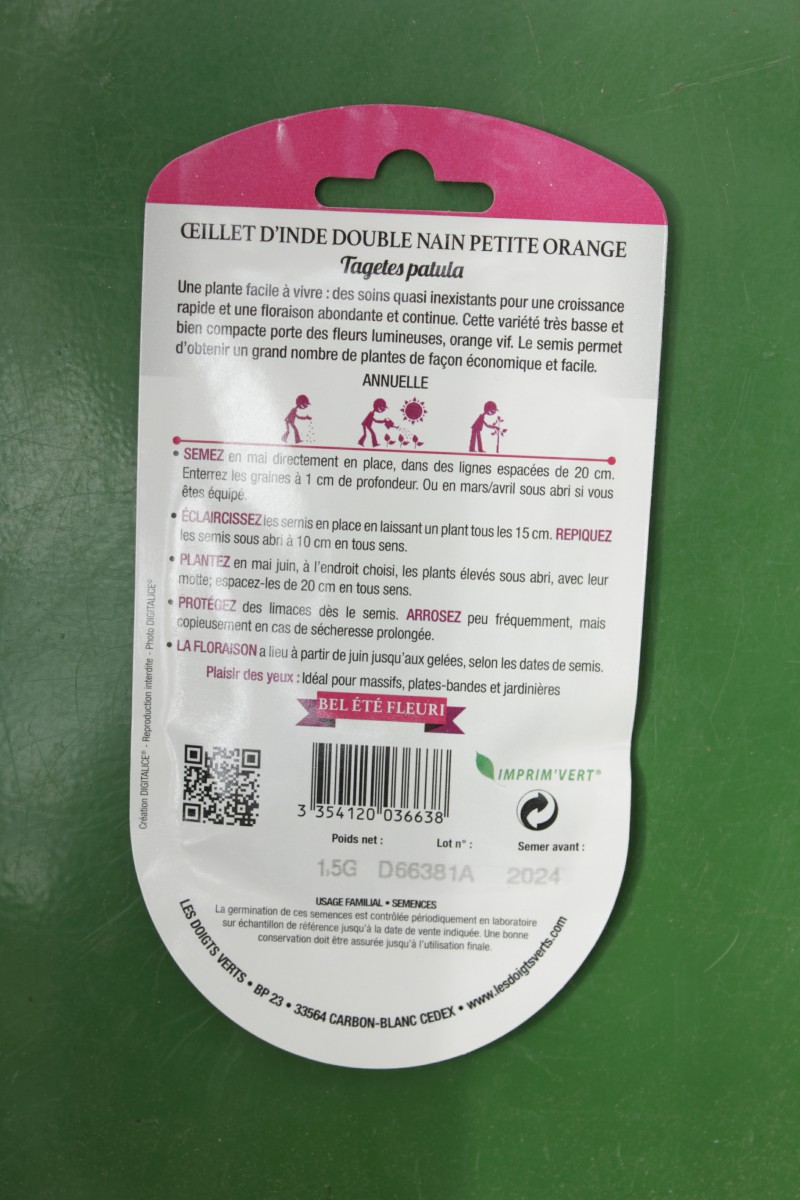 ŒILLET D'INDE DOUBLE NAIN PETITE ORANGE
Tagetes patula
Une plante facile à vivre : des soins quasi inexistants pour une croissance
rapide et une floraison abondante et continue. Cette variété très basse et
bien compacte porte des fleurs lumineuses, orange vif. Le semis permet
d'obtenir un grand nombre de plantes de façon économique et facile.
ANNUELLE
• SEMEZ en mai directement en place, dans des lignes espacées de 20 cm.
Enterrez les graines à 1 cm de profondeur. Ou en mars/avril sous abri si vous
êtes équipé.
• ÉCLAIRCISSEZ les semis en place en laissant un plant tous les 15 cm. REPIQUEZ
les semis sous abri à 10 cm en tous sens.
• PLANTEZ en mai juin, à l'endroit choisi, les plants élevés sous abri, avec leur
motte; espacez-les de 20 cm en tous sens.
• PROTÉGEZ des limaces dès le semis. ARROSEZ peu fréquemment, mais
copieusement en cas de sécheresse prolongée.
• LA FLORAISON a lieu à partir de juin jusqu'aux gelées, selon les dates de semis.
Plaisir des yeux : Idéal pour massifs, plates-bandes et jardinières
BEL ÉTÉ FLEURI
Création DIGITALICE® - Reproduction interdite - Photo DIGITALICE®
3 354120 036638
IMPRIM'VERT®
Poids net : Lot n° : Semer avant :
1,5G D66381A 2024
USAGE FAMILIAL • SEMENCES
La germination de ces semences est contrôlée périodiquement en laboratoire
sur échantillon de référence jusqu'à la date de vente indiquée. Une bonne
conservation doit être assurée jusqu'à l'utilisation finale.
LES DOIGTS VERTS • BP 23 • 33564 CARBON-BLANC CEDEX • www.lesdoigtsverts.com